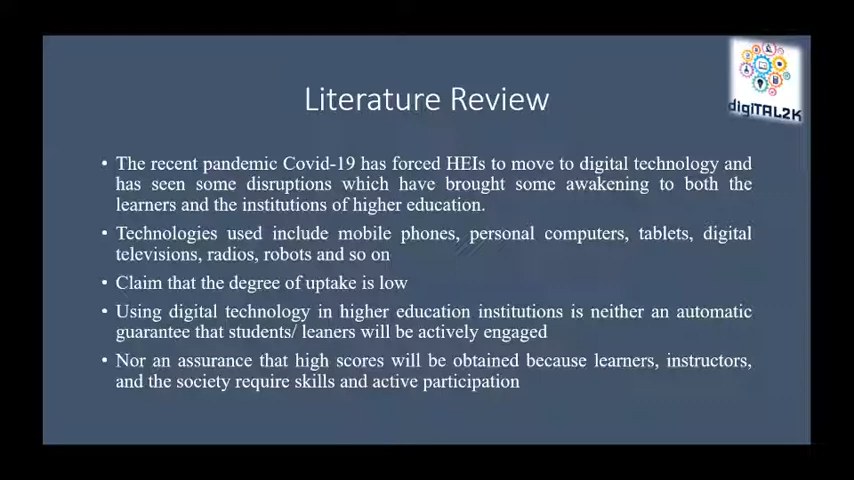 digiTAL2K
Literature Review
• The recent pandemic Covid-19 has forced HEIs to move to digital technology and
has seen some disruptions which have brought some awakening to both the
learners and the institutions of higher education.
• Technologies used include mobile phones, personal computers, tablets, digital
televisions, radios, robots and so on
• Claim that the degree of uptake is low
• Using digital technology in higher education institutions is neither an automatic
guarantee that students/ leaners will be actively engaged
• Nor an assurance that high scores will be obtained because learners, instructors,
and the society require skills and active participation